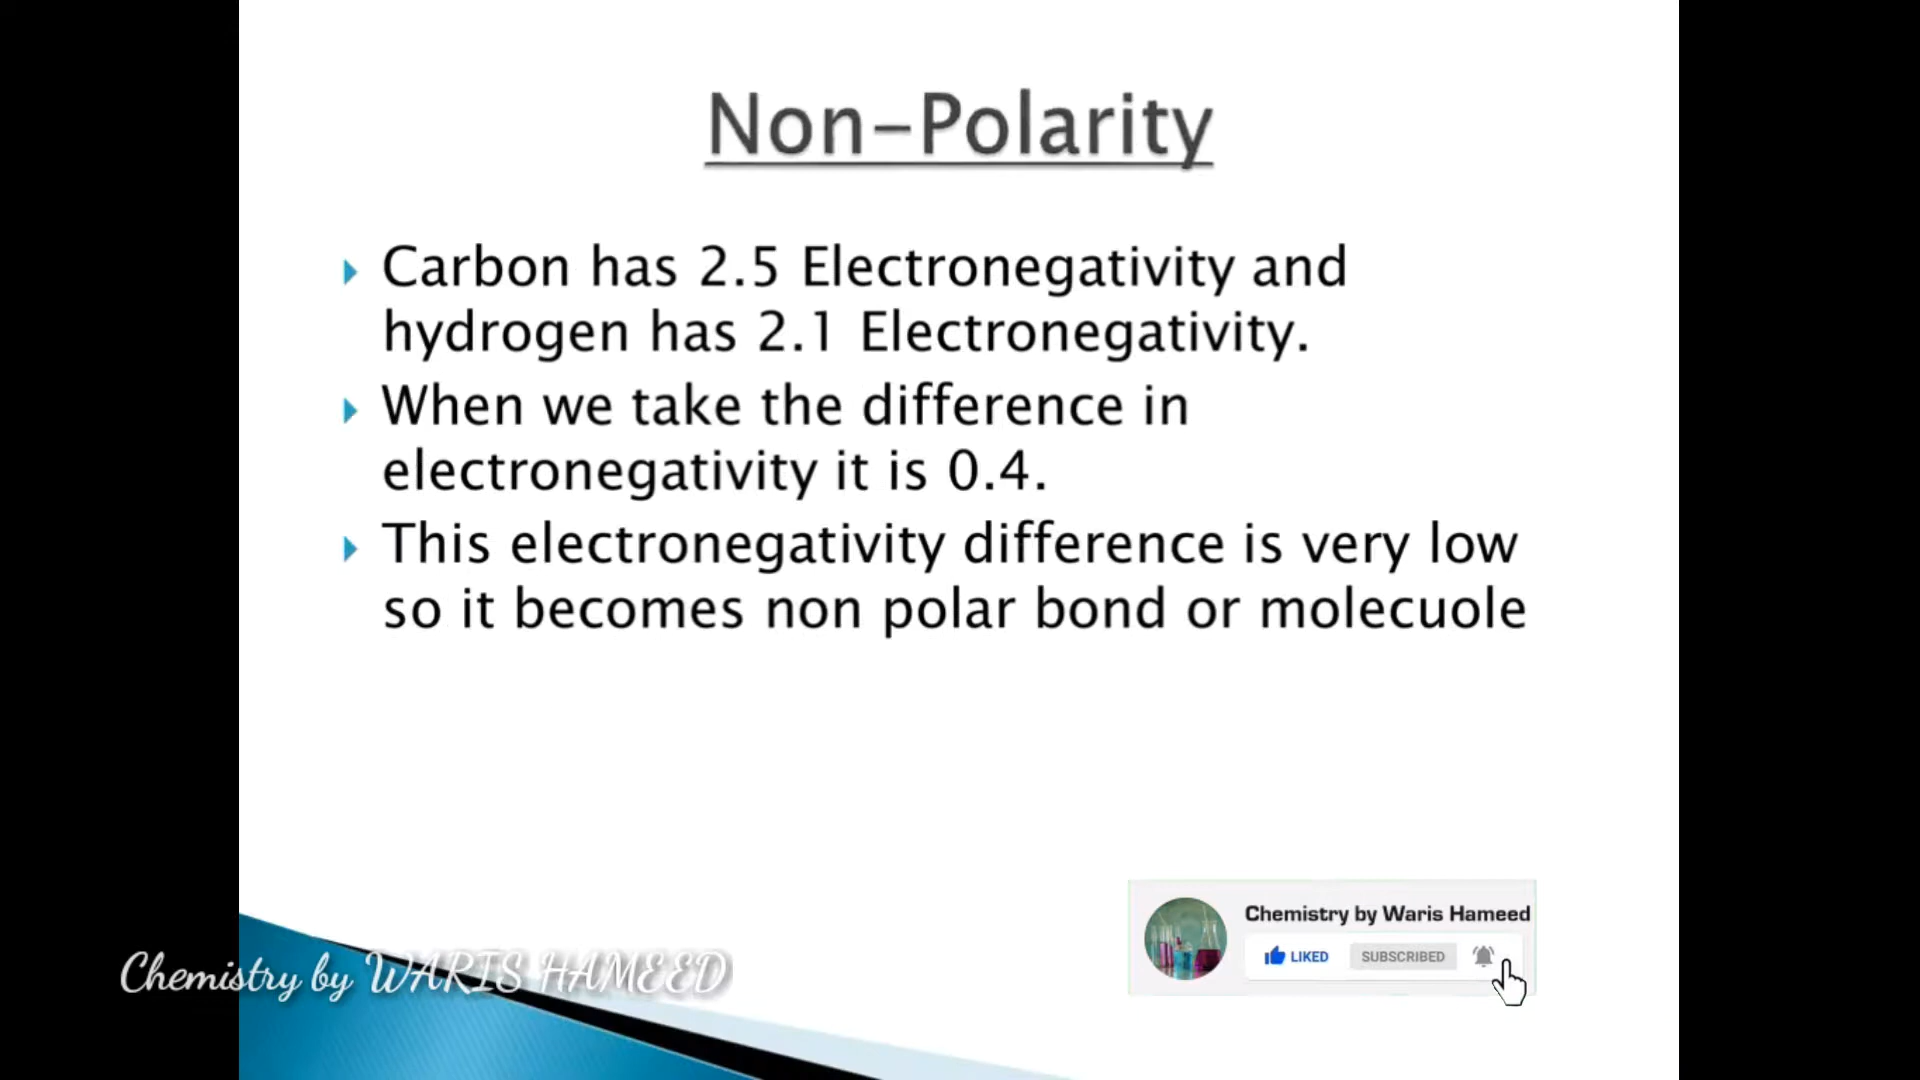 Non-Polarity
Carbon has 2.5 Electronegativity and
hydrogen has 2.1 Electronegativity.
When we take the difference in
electronegativity it is 0.4.
This electronegativity difference is very low
so it becomes non polar bond or molecuole
Chemistry by Waris Hameed
LIKED SUBSCRIBED
Chemistry by WARIS HAMEED